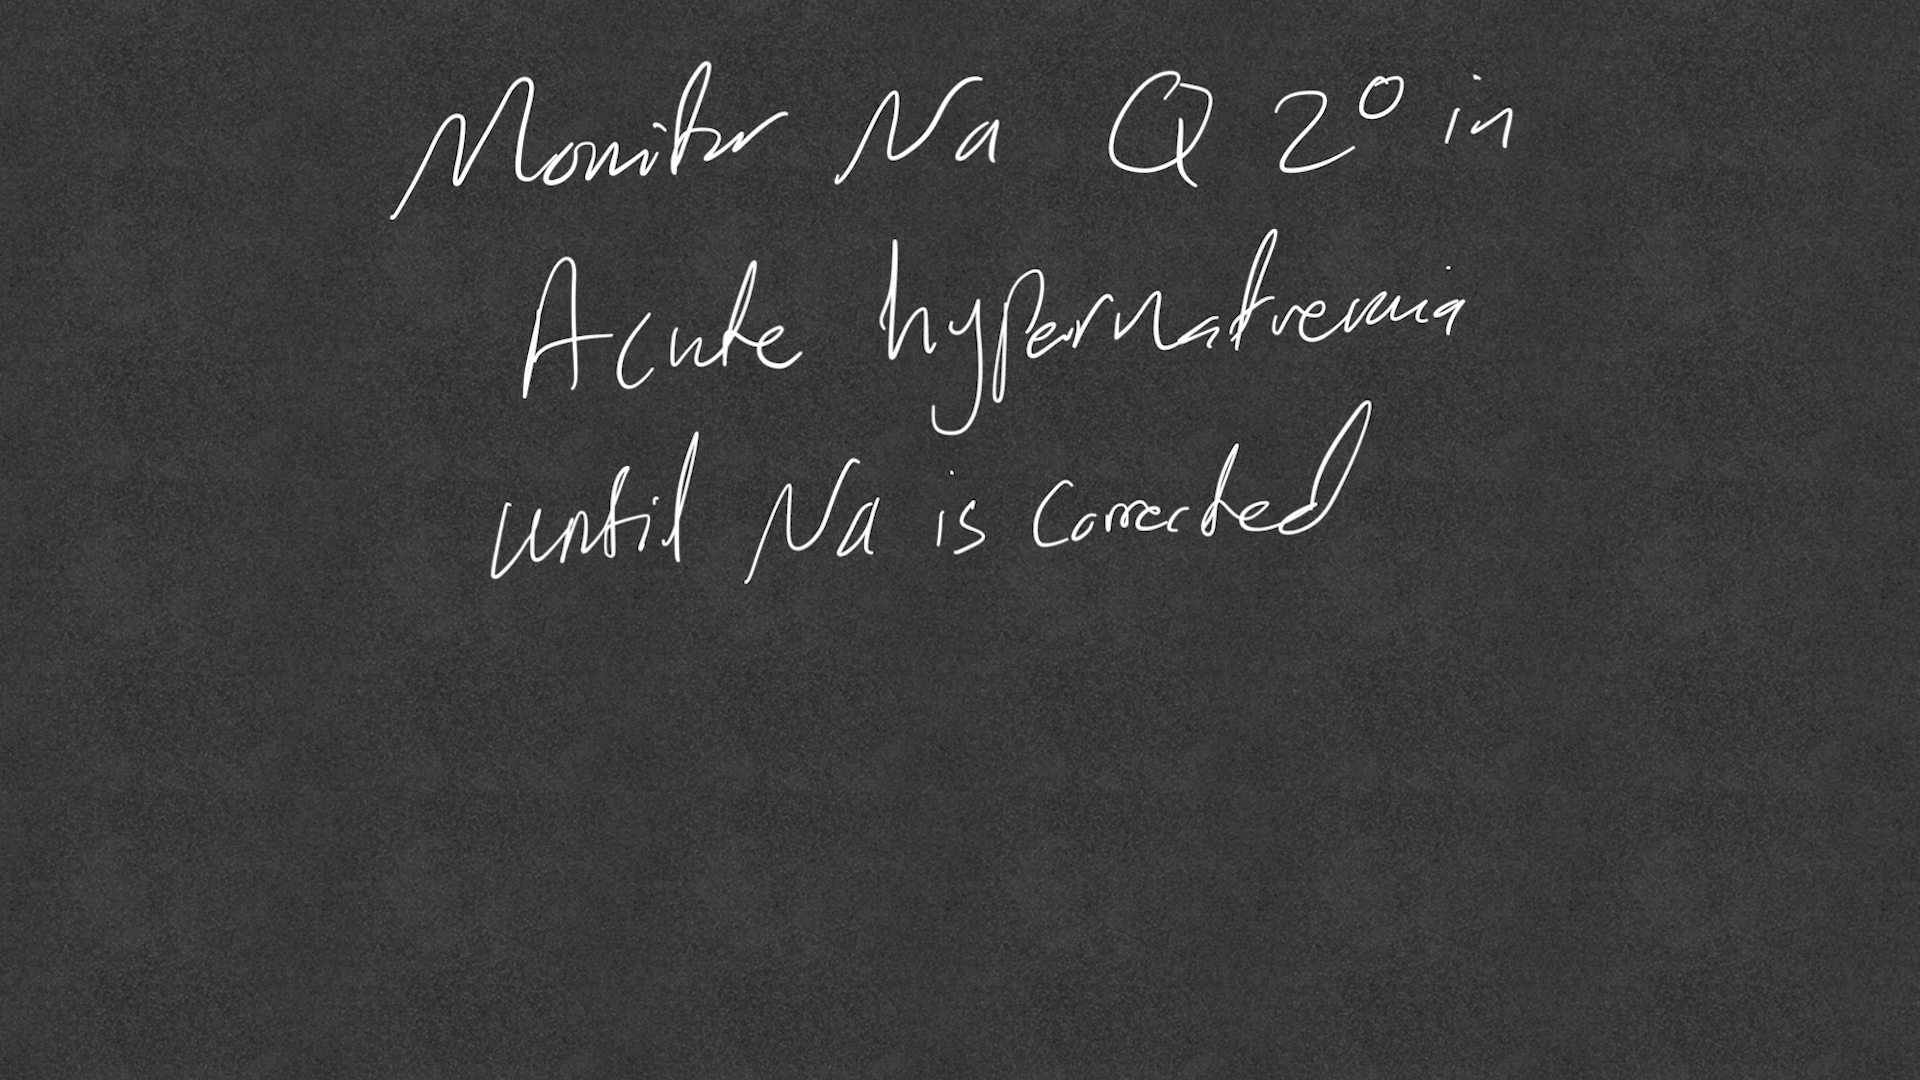 Monitor Na Q 2° in
Acute hypernatremia
until Na is corrected